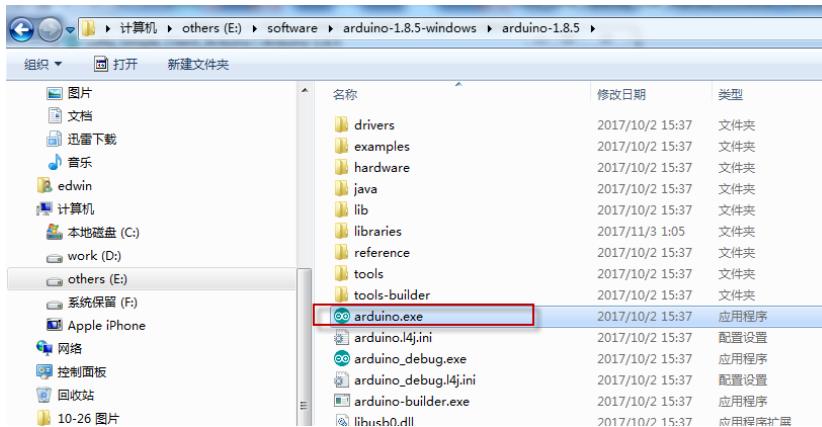 计算机 ▸ others (E:) ▸ software ▸ arduino-1.8.5-windows ▸ arduino-1.8.5 ▸
组织 打开 新建文件夹
图片
文档
迅雷下载
音乐
edwin
计算机
本地磁盘 (C:)
work (D:)
others (E:)
系统保留 (F:)
Apple iPhone
网络
控制面板
回收站
10-26 图片
名称 修改日期 类型
drivers 2017/10/2 15:37 文件夹
examples 2017/10/2 15:37 文件夹
hardware 2017/10/2 15:37 文件夹
java 2017/10/2 15:37 文件夹
lib 2017/10/2 15:37 文件夹
libraries 2017/11/3 1:05 文件夹
reference 2017/10/2 15:37 文件夹
tools 2017/10/2 15:37 文件夹
tools-builder 2017/10/2 15:37 文件夹
arduino.exe 2017/10/2 15:37 应用程序
arduino.l4j.ini 2017/10/2 15:37 配置设置
arduino_debug.exe 2017/10/2 15:37 应用程序
arduino_debug.l4j.ini 2017/10/2 15:37 配置设置
arduino-builder.exe 2017/10/2 15:37 应用程序
libusb0.dll 2017/10/2 15:37 应用程序扩展